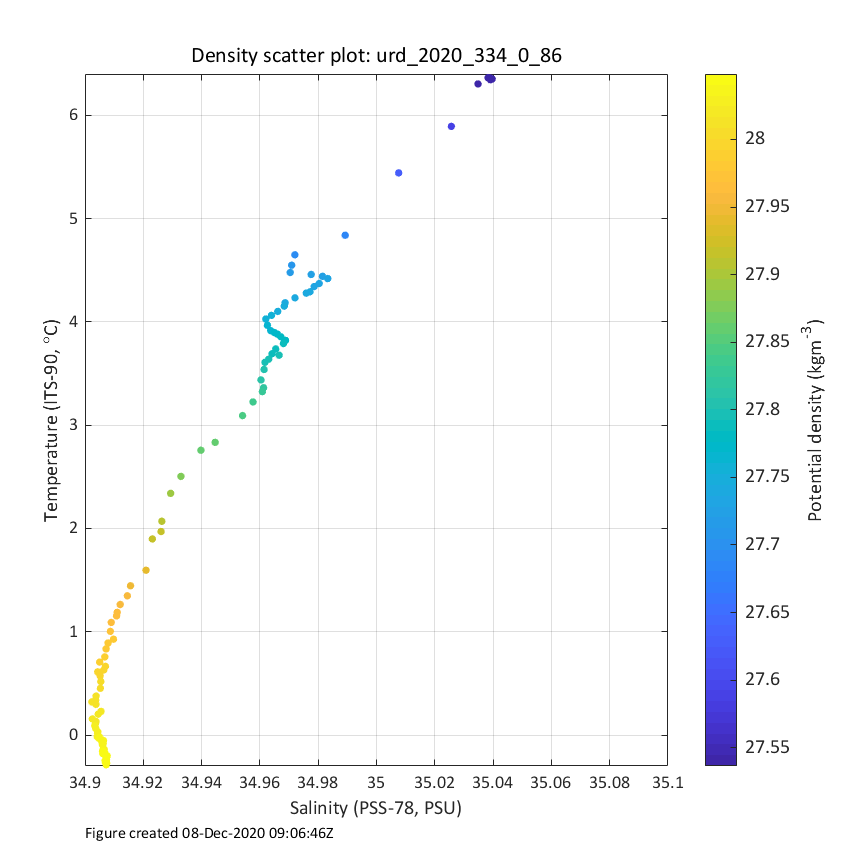 Density scatter plot: urd_2020_334_0_86
6
5
4
3
2
1
0
Temperature (ITS-90, °C)
34.9 34.92 34.94 34.96 34.98 35 35.02 35.04 35.06 35.08 35.1
Salinity (PSS-78, PSU)
28
27.95
27.9
27.85
27.8
27.75
27.7
27.65
27.6
27.55
Potential density (kgm⁻³)
Figure created 08-Dec-2020 09:06:46Z